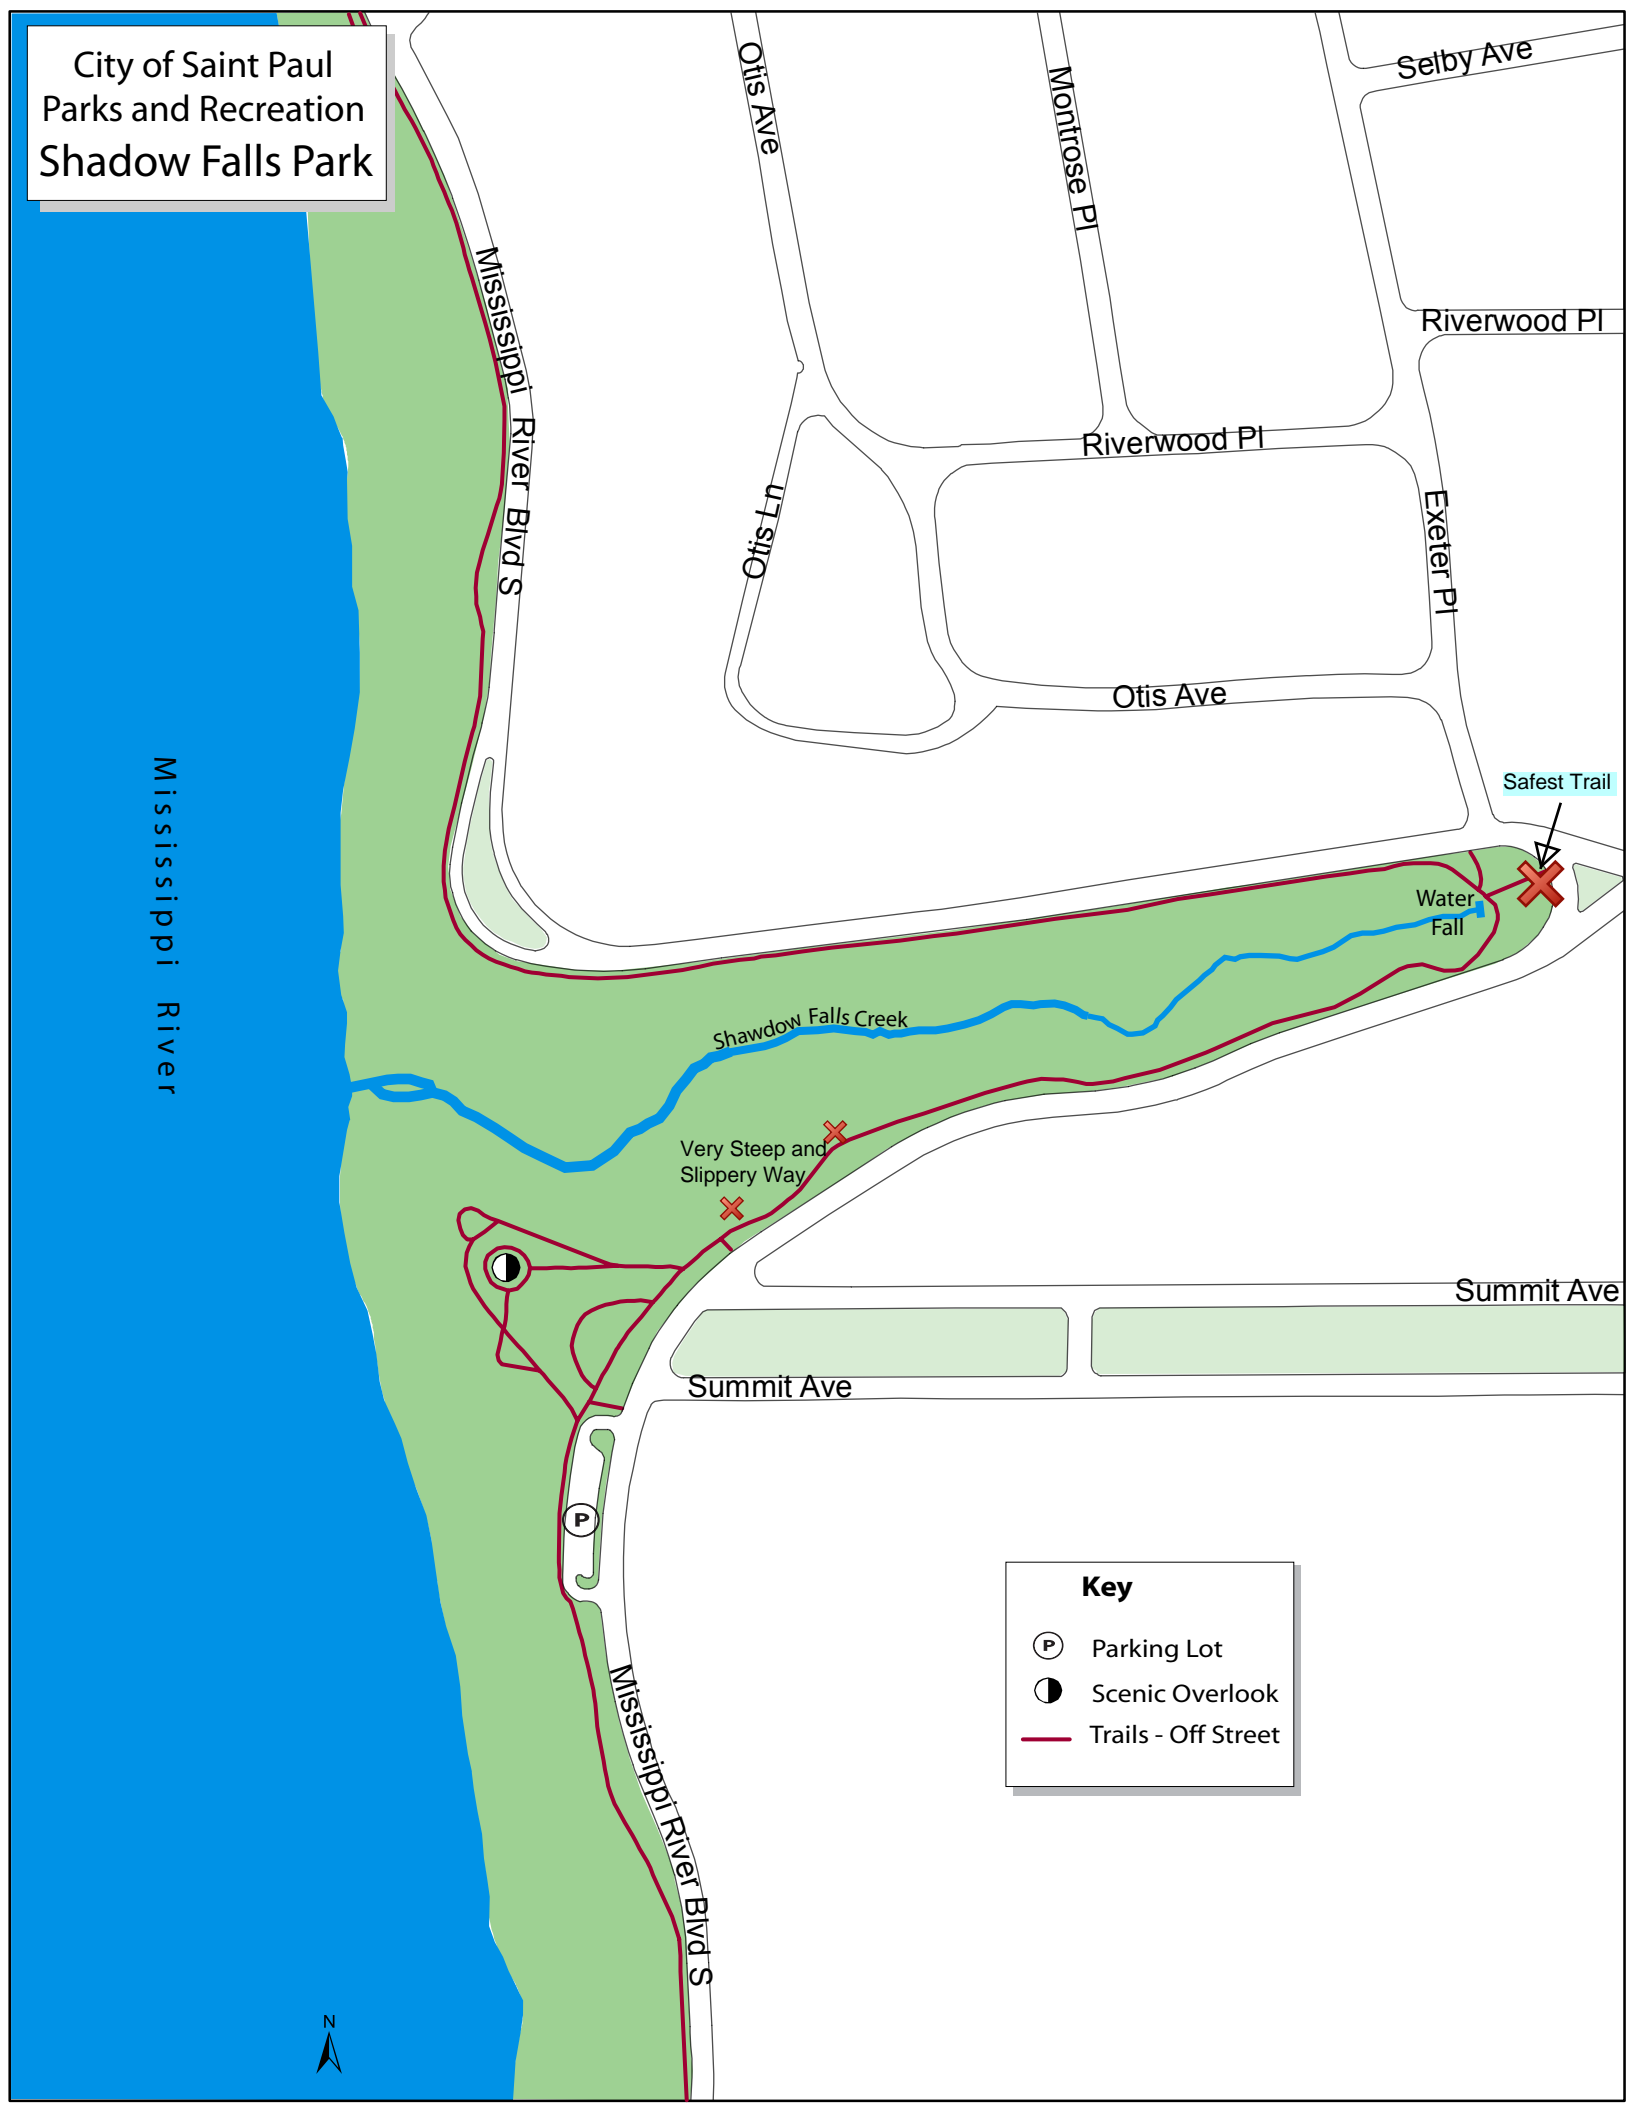 City of Saint Paul
Parks and Recreation
Shadow Falls Park
Otis Ave
Montrose Pl
Selby Ave
Mississippi River Blvd S
Riverwood Pl
Riverwood Pl
Otis Ln
Exeter Pl
Otis Ave
Safest Trail
Mississippi River
Water
Fall
Shawdow Falls Creek
Very Steep and
Slippery Way
Summit Ave
Summit Ave
P
Mississippi River Blvd S
Key
P Parking Lot
Scenic Overlook
Trails - Off Street
N